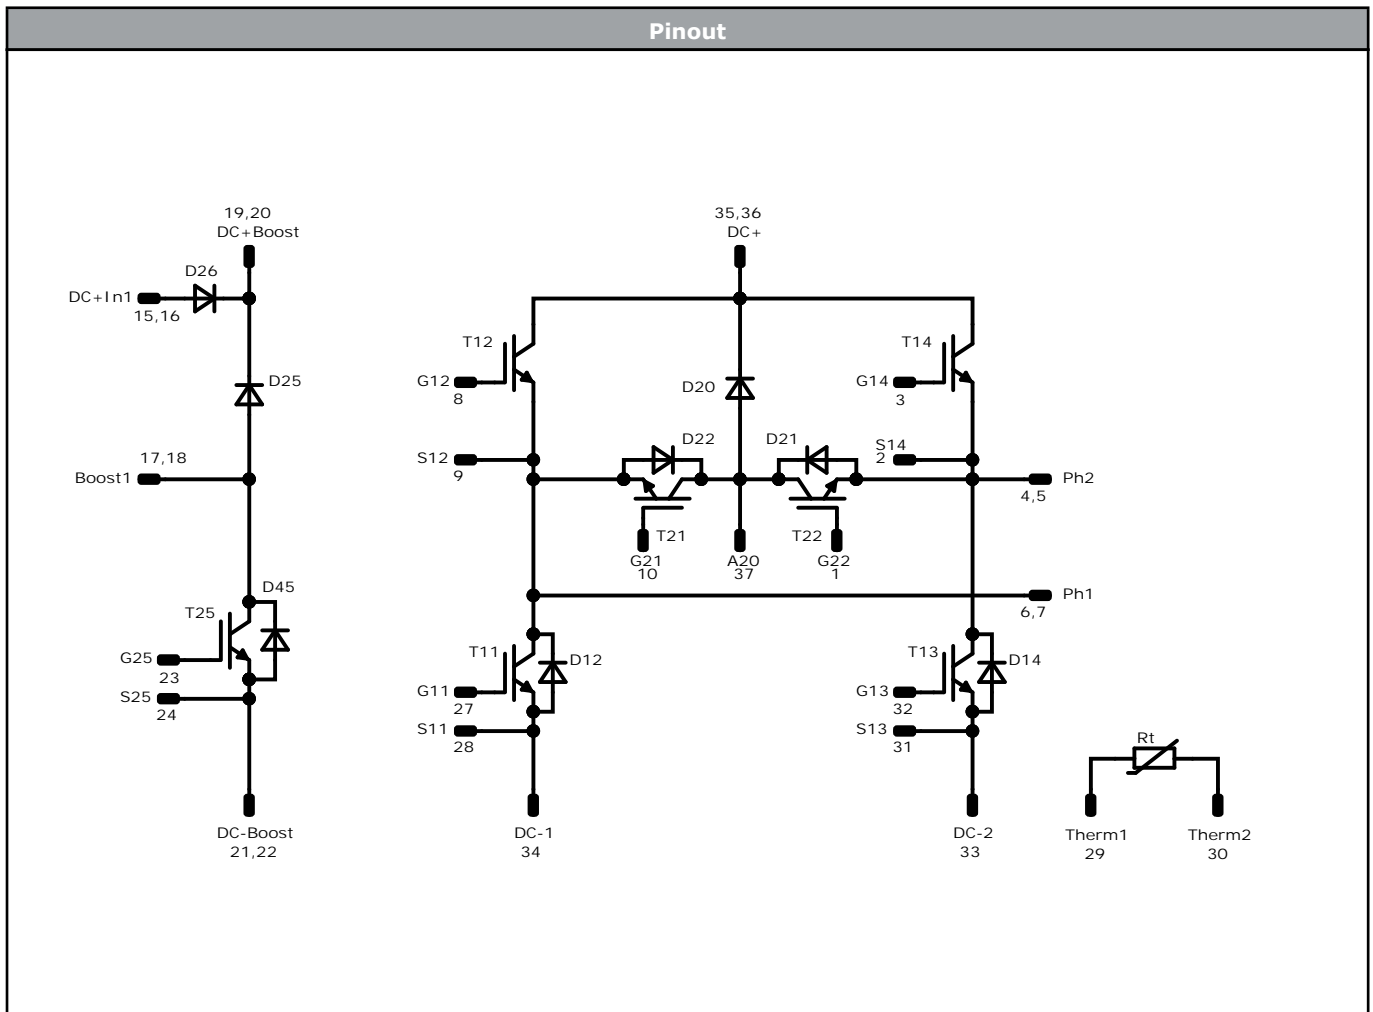 Pinout
19,20
DC+Boost
35,36
DC+
D26
DC+In1
15,16
T12
T14
D25
D20
G12
8
G14
3
D22
D21
S14
2
17,18
S12
9
Boost1
Ph2
4,5
T21
T22
G21
10
A20
37
G22
1
D45
Ph1
T25
6,7
T11
D12
T13
D14
G25
23
G11
27
G13
32
S25
24
S11
28
S13
31
Rt
DC-Boost
21,22
DC-1
34
DC-2
33
Therm1
29
Therm2
30